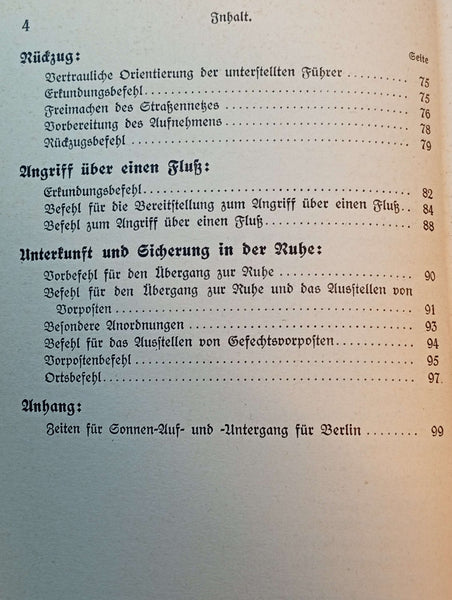 4 Inhalt.
Rückzug: Seite
Vertrauliche Orientierung der unterstellten Führer ........... 75
Erkundungsbefehl........................................ 75
Freimachen des Straßennetzes ............................ 76
Vorbereitung des Aufnehmens ............................ 78
Rückzugsbefehl .......................................... 79
Angriff über einen Fluß:
Erkundungsbefehl........................................ 82
Befehl für die Bereitstellung zum Angriff über einen Fluß.. 84
Befehl zum Angriff über einen Fluß........................ 88
Unterkunft und Sicherung in der Ruhe:
Vorbefehl für den Übergang zur Ruhe .................... 90
Befehl für den Übergang zur Ruhe und das Ausstellen von
Vorposten .......................................... 91
Besondere Anordnungen .................................. 93
Befehl für das Ausstellen von Gefechtsvorposten............ 94
Vorpostenbefehl.......................................... 95
Ortsbefehl................................................ 97.
Anhang:
Zeiten für Sonnen-Auf- und -Untergang für Berlin ........ 99